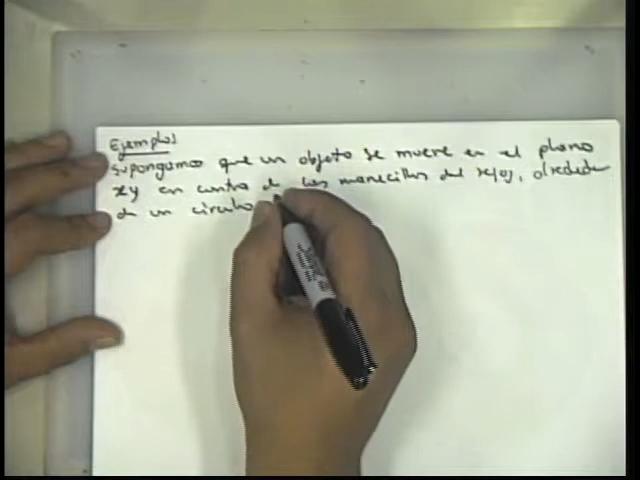 Ejemplos
Supongamos que un objeto se mueve en el plano
xy en contra de las manecillas del reloj, alrededor
de un circulo